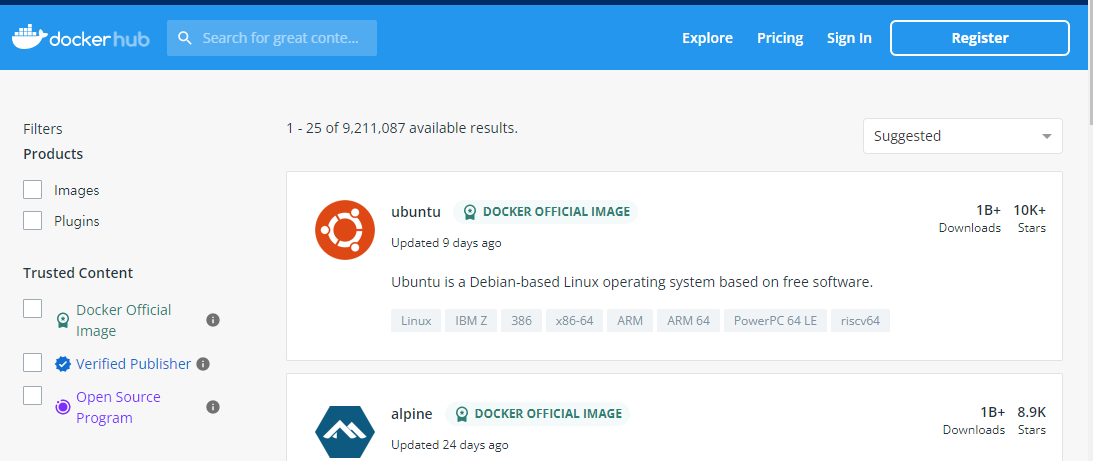 dockerhub
Search for great conte...
Explore
Pricing
Sign In
Register
Filters
Products
Images
Plugins
Trusted Content
Docker Official
Image
Verified Publisher
Open Source
Program
1 - 25 of 9,211,087 available results.
Suggested
ubuntu
DOCKER OFFICIAL IMAGE
Updated 9 days ago
1B+
Downloads
10K+
Stars
Ubuntu is a Debian-based Linux operating system based on free software.
Linux
IBM Z
386
x86-64
ARM
ARM 64
PowerPC 64 LE
riscv64
alpine
DOCKER OFFICIAL IMAGE
Updated 24 days ago
1B+
Downloads
8.9K
Stars